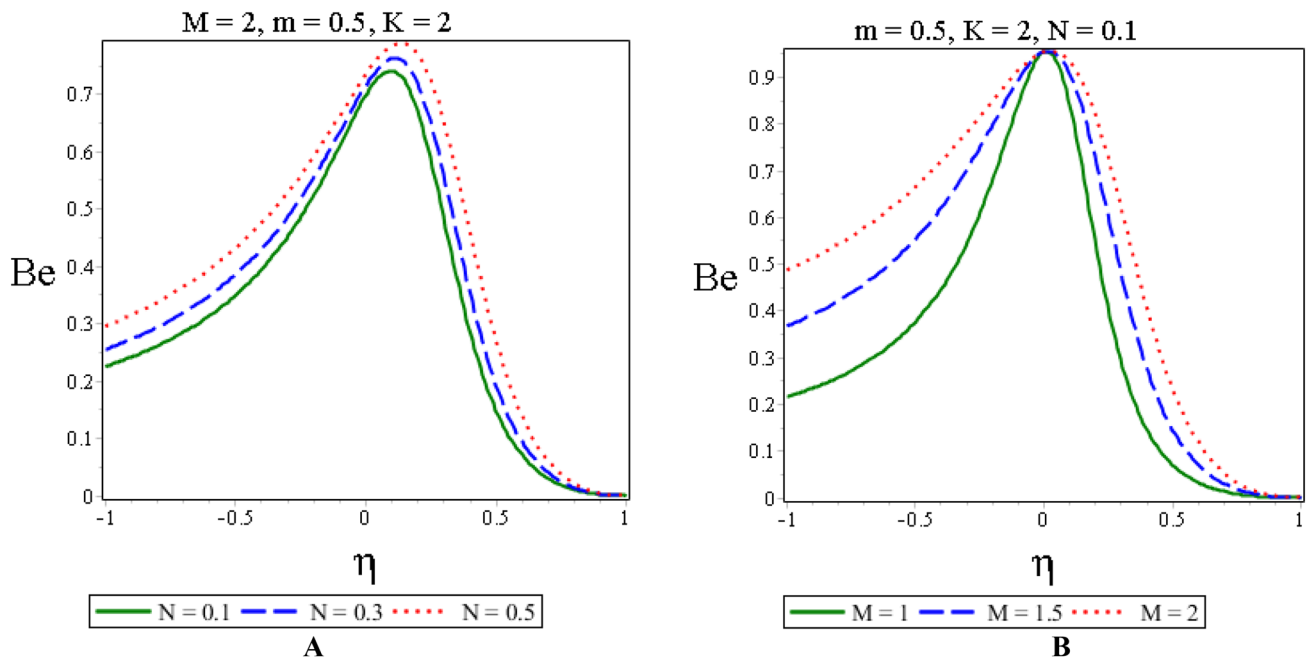 M = 2, m = 0.5, K = 2
0.7
0.6
0.5
0.4
0.3
0.2
0.1
0
Be
-1 -0.5 0 0.5 1
η
N = 0.1 N = 0.3 N = 0.5
A
m = 0.5, K = 2, N = 0.1
0.9
0.8
0.7
0.6
0.5
0.4
0.3
0.2
0.1
0
Be
-1 -0.5 0 0.5 1
η
M = 1 M = 1.5 M = 2
B